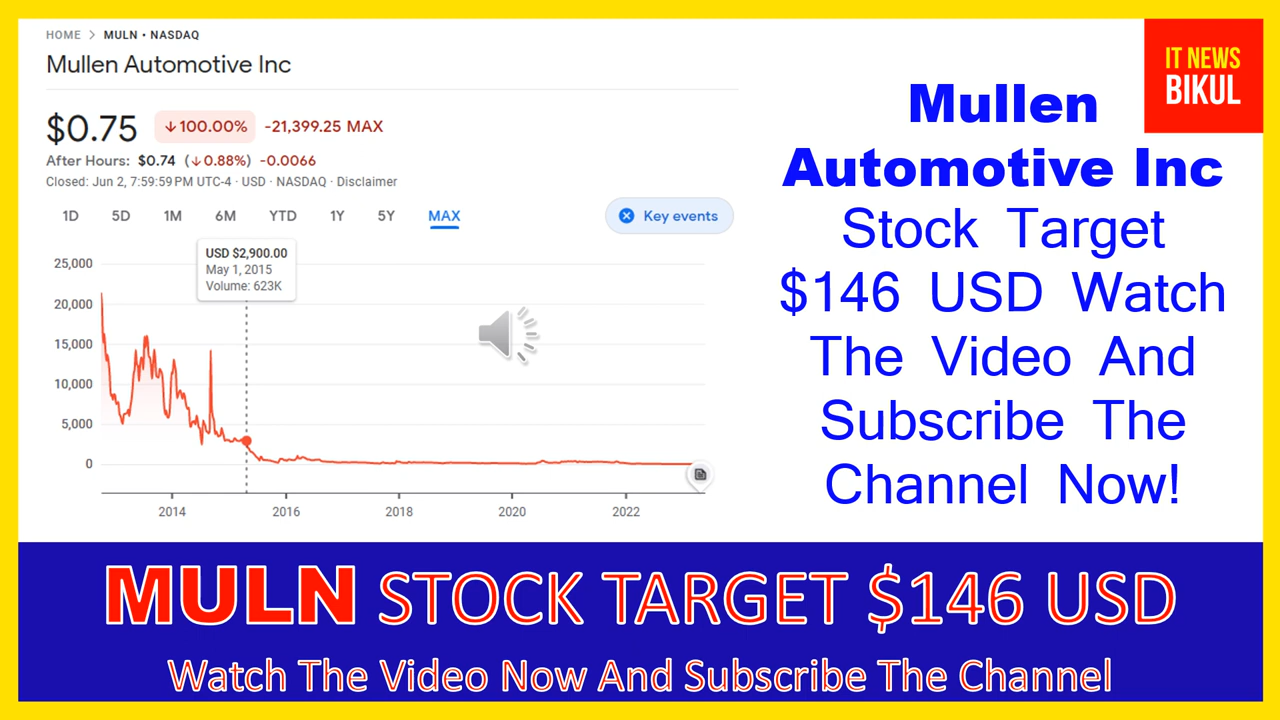 HOME > MULN • NASDAQ
Mullen Automotive Inc
$0.75 ↓100.00% -21,399.25 MAX
After Hours: $0.74 (↓0.88%) -0.0066
Closed: Jun 2, 7:59:59 PM UTC-4 · USD · NASDAQ · Disclaimer
1D 5D 1M 6M YTD 1Y 5Y MAX
Key events
USD $2,900.00
May 1, 2015
Volume: 623K
25,000
20,000
15,000
10,000
5,000
0
2014 2016 2018 2020 2022
IT NEWS
BIKUL
Mullen
Automotive Inc
Stock Target
$146 USD Watch
The Video And
Subscribe The
Channel Now!
MULN STOCK TARGET $146 USD
Watch The Video Now And Subscribe The Channel